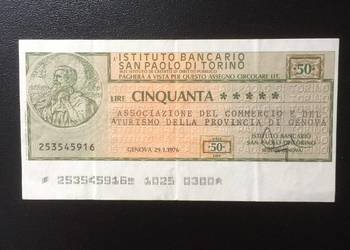 ISTITUTO BANCARIO
SAN PAOLO DI TORINO
PAGHERÀ A VISTA PER QUESTO ASSEGNO CIRCOLARE LIT.
=50=
LIRE CINQUANTA * * * * *
ASSOCIAZIONE DEL COMMERCIO E DEL
TURISMO DELLA PROVINCIA DI GENOVA
253545916
GENOVA 29.1.1976
=50=
ISTITUTO BANCARIO
SAN PAOLO DI TORINO
253545916 1025 0300